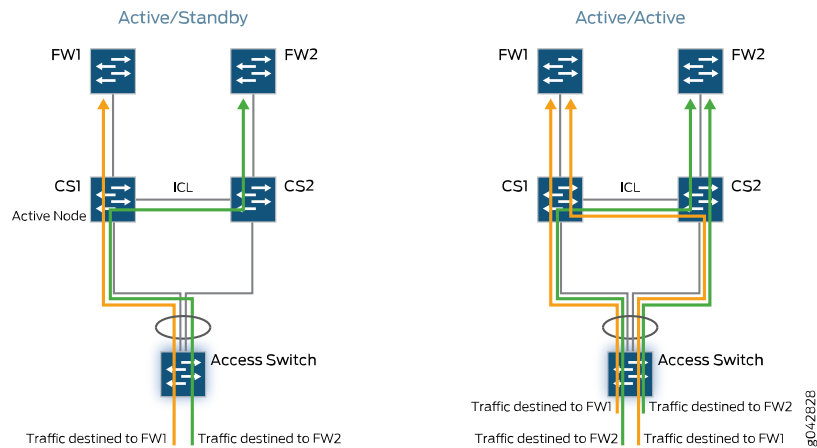 Active/Standby
FW1
FW2
CS1
ICL
CS2
Active Node
Access Switch
Traffic destined to FW1
Traffic destined to FW2
Active/Active
FW1
FW2
CS1
ICL
CS2
Access Switch
Traffic destined to FW1
Traffic destined to FW2
Traffic destined to FW2
Traffic destined to FW1
g042828